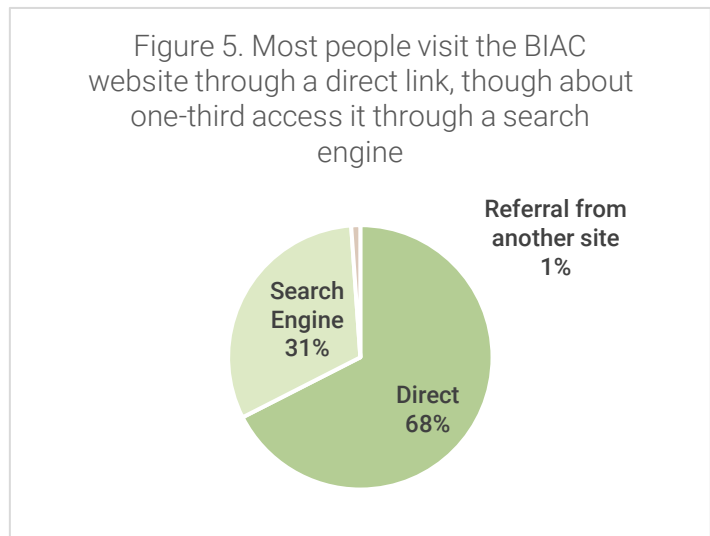 Figure 5. Most people visit the BIAC
website through a direct link, though about
one-third access it through a search
engine
Referral from
another site
1%
Search
Engine
31%
Direct
68%